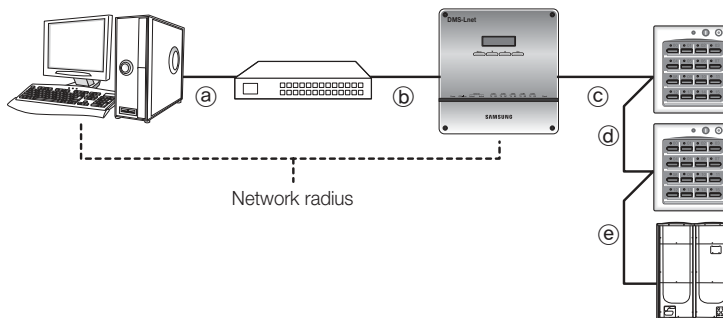 DMS-Lnet
SAMSUNG
ⓐ
ⓑ
ⓒ
ⓓ
ⓔ
Network radius